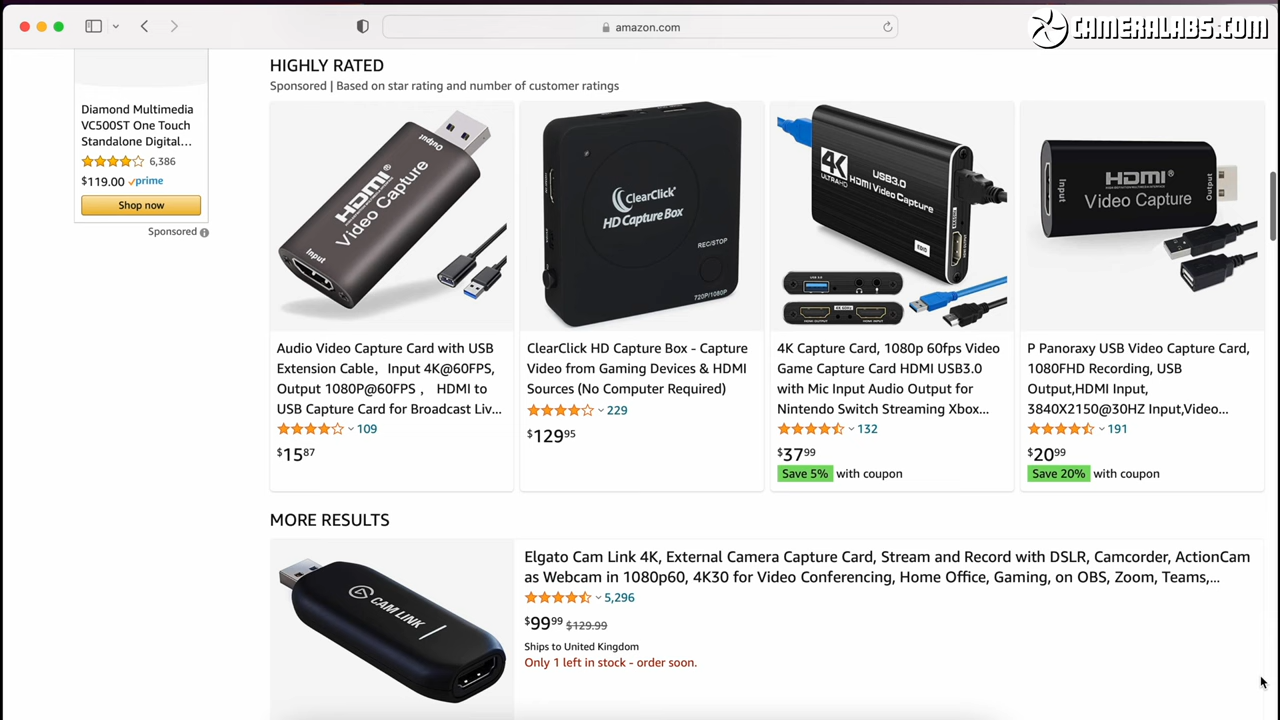 amazon.com
CAMERALABS.COM
Diamond Multimedia
VC500ST One Touch
Standalone Digital...
6,386
$119.00 prime
Shop now
Sponsored
HIGHLY RATED
Sponsored | Based on star rating and number of customer ratings
Output
HDMI
Video Capture
Input
ClearClick
HD Capture Box
REC/STOP
720P/1080P
4K
ULTRA HD
USB3.0
HDMI Video Capture
HDMI
Video Capture
Input
Output
Audio Video Capture Card with USB
Extension Cable, Input 4K@60FPS,
Output 1080P@60FPS , HDMI to
USB Capture Card for Broadcast Liv...
109
$1587
ClearClick HD Capture Box - Capture
Video from Gaming Devices & HDMI
Sources (No Computer Required)
229
$12995
4K Capture Card, 1080p 60fps Video
Game Capture Card HDMI USB3.0
with Mic Input Audio Output for
Nintendo Switch Streaming Xbox...
132
$3799
Save 5% with coupon
P Panoraxy USB Video Capture Card,
1080FHD Recording, USB
Output,HDMI Input,
3840X2150@30HZ Input,Video...
191
$2099
Save 20% with coupon
MORE RESULTS
CAM LINK
Elgato Cam Link 4K, External Camera Capture Card, Stream and Record with DSLR, Camcorder, ActionCam
as Webcam in 1080p60, 4K30 for Video Conferencing, Home Office, Gaming, on OBS, Zoom, Teams,...
5,296
$9999 $129.99
Ships to United Kingdom
Only 1 left in stock - order soon.